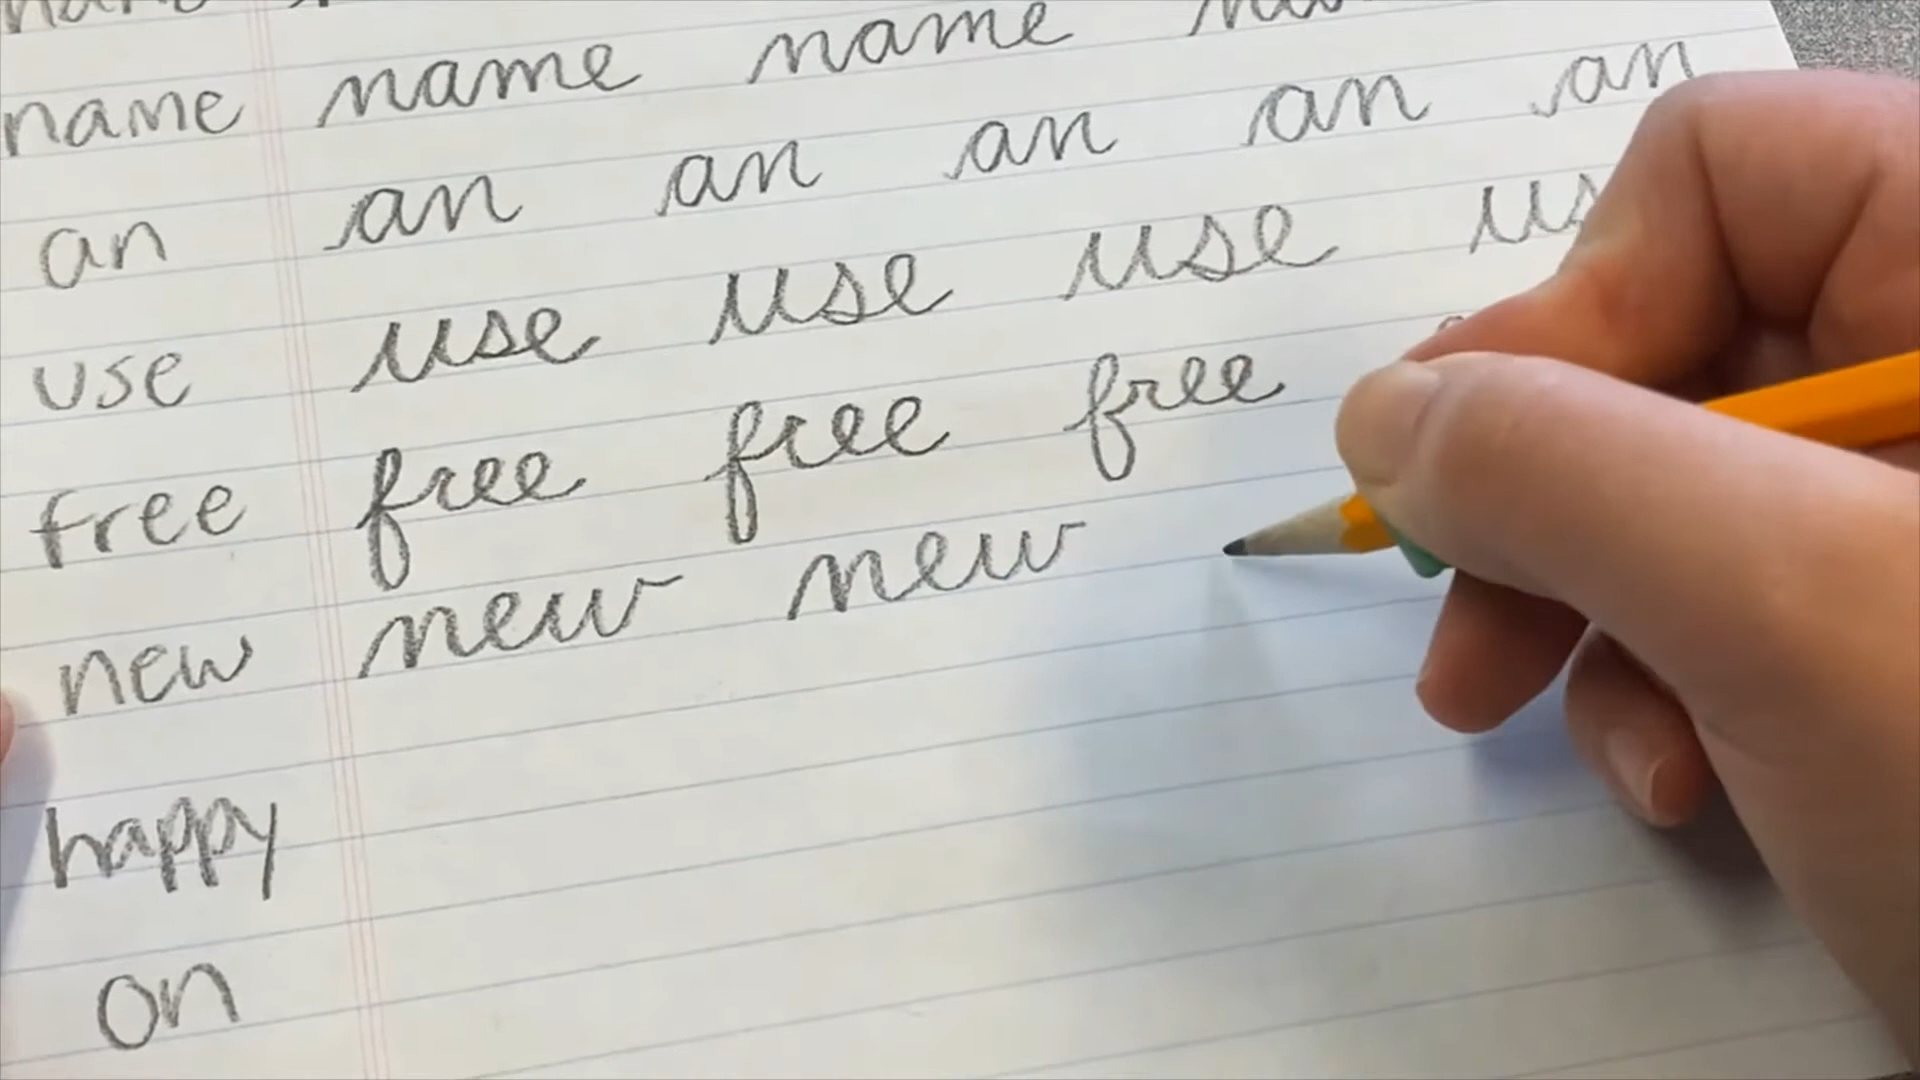 name name name
an an an an an
use use use use
free free free free
new new new
happy
on